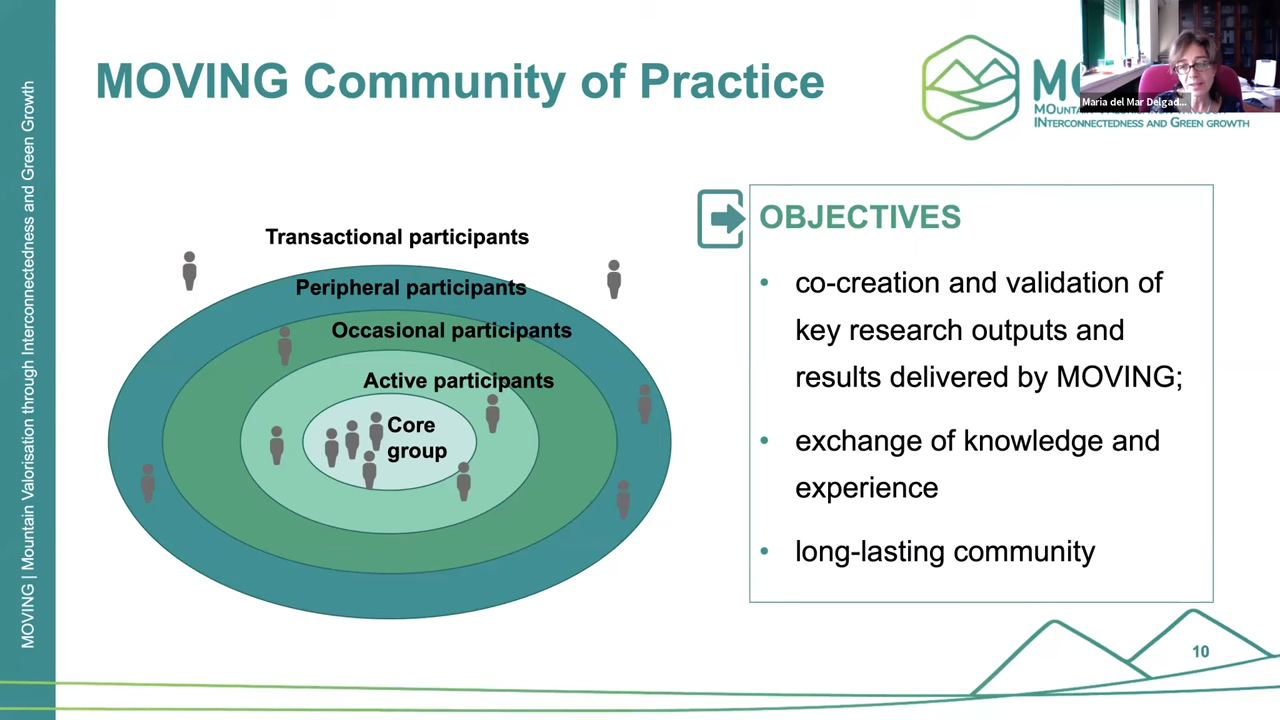 MOVING Community of Practice
Maria del Mar Delgad...
INterconnectedness and Green growth
MOVING | Mountain Valorisation through Interconnectedness and Green Growth
Transactional participants
Peripheral participants
Occasional participants
Active participants
Core
group
OBJECTIVES
• co-creation and validation of
key research outputs and
results delivered by MOVING;
• exchange of knowledge and
experience
• long-lasting community
10